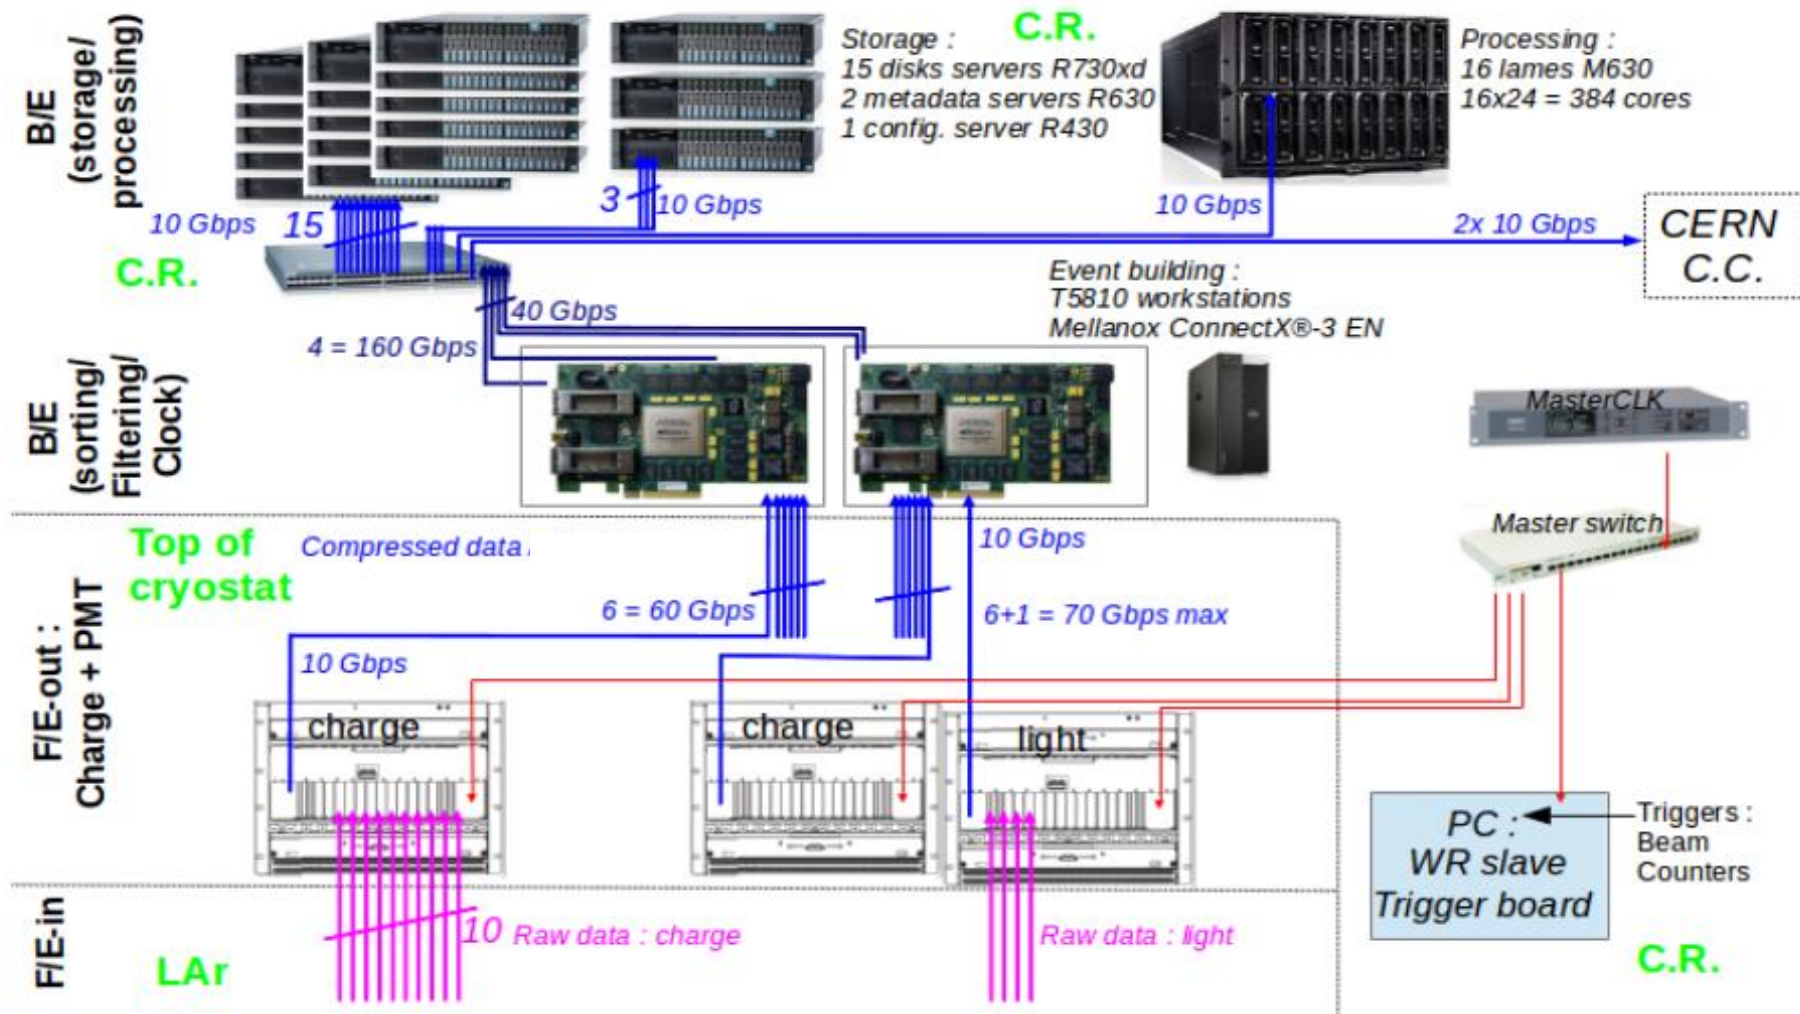 B/E
(storage/
processing)
Storage :
15 disks servers R730xd
2 metadata servers R630
1 config. server R430
C.R.
Processing :
16 lames M630
16x24 = 384 cores
10 Gbps
15
3
10 Gbps
10 Gbps
2x 10 Gbps
CERN
C.C.
C.R.
40 Gbps
4 = 160 Gbps
Event building :
T5810 workstations
Mellanox ConnectX®-3 EN
B/E
(sorting/
Filtering/
Clock)
MasterCLK
Master switch
Top of
cryostat
Compressed data
10 Gbps
6 = 60 Gbps
6+1 = 70 Gbps max
10 Gbps
F/E-out :
Charge + PMT
charge
charge
light
PC :
WR slave
Trigger board
Triggers :
Beam
Counters
C.R.
F/E-in
LAr
10
Raw data : charge
Raw data : light